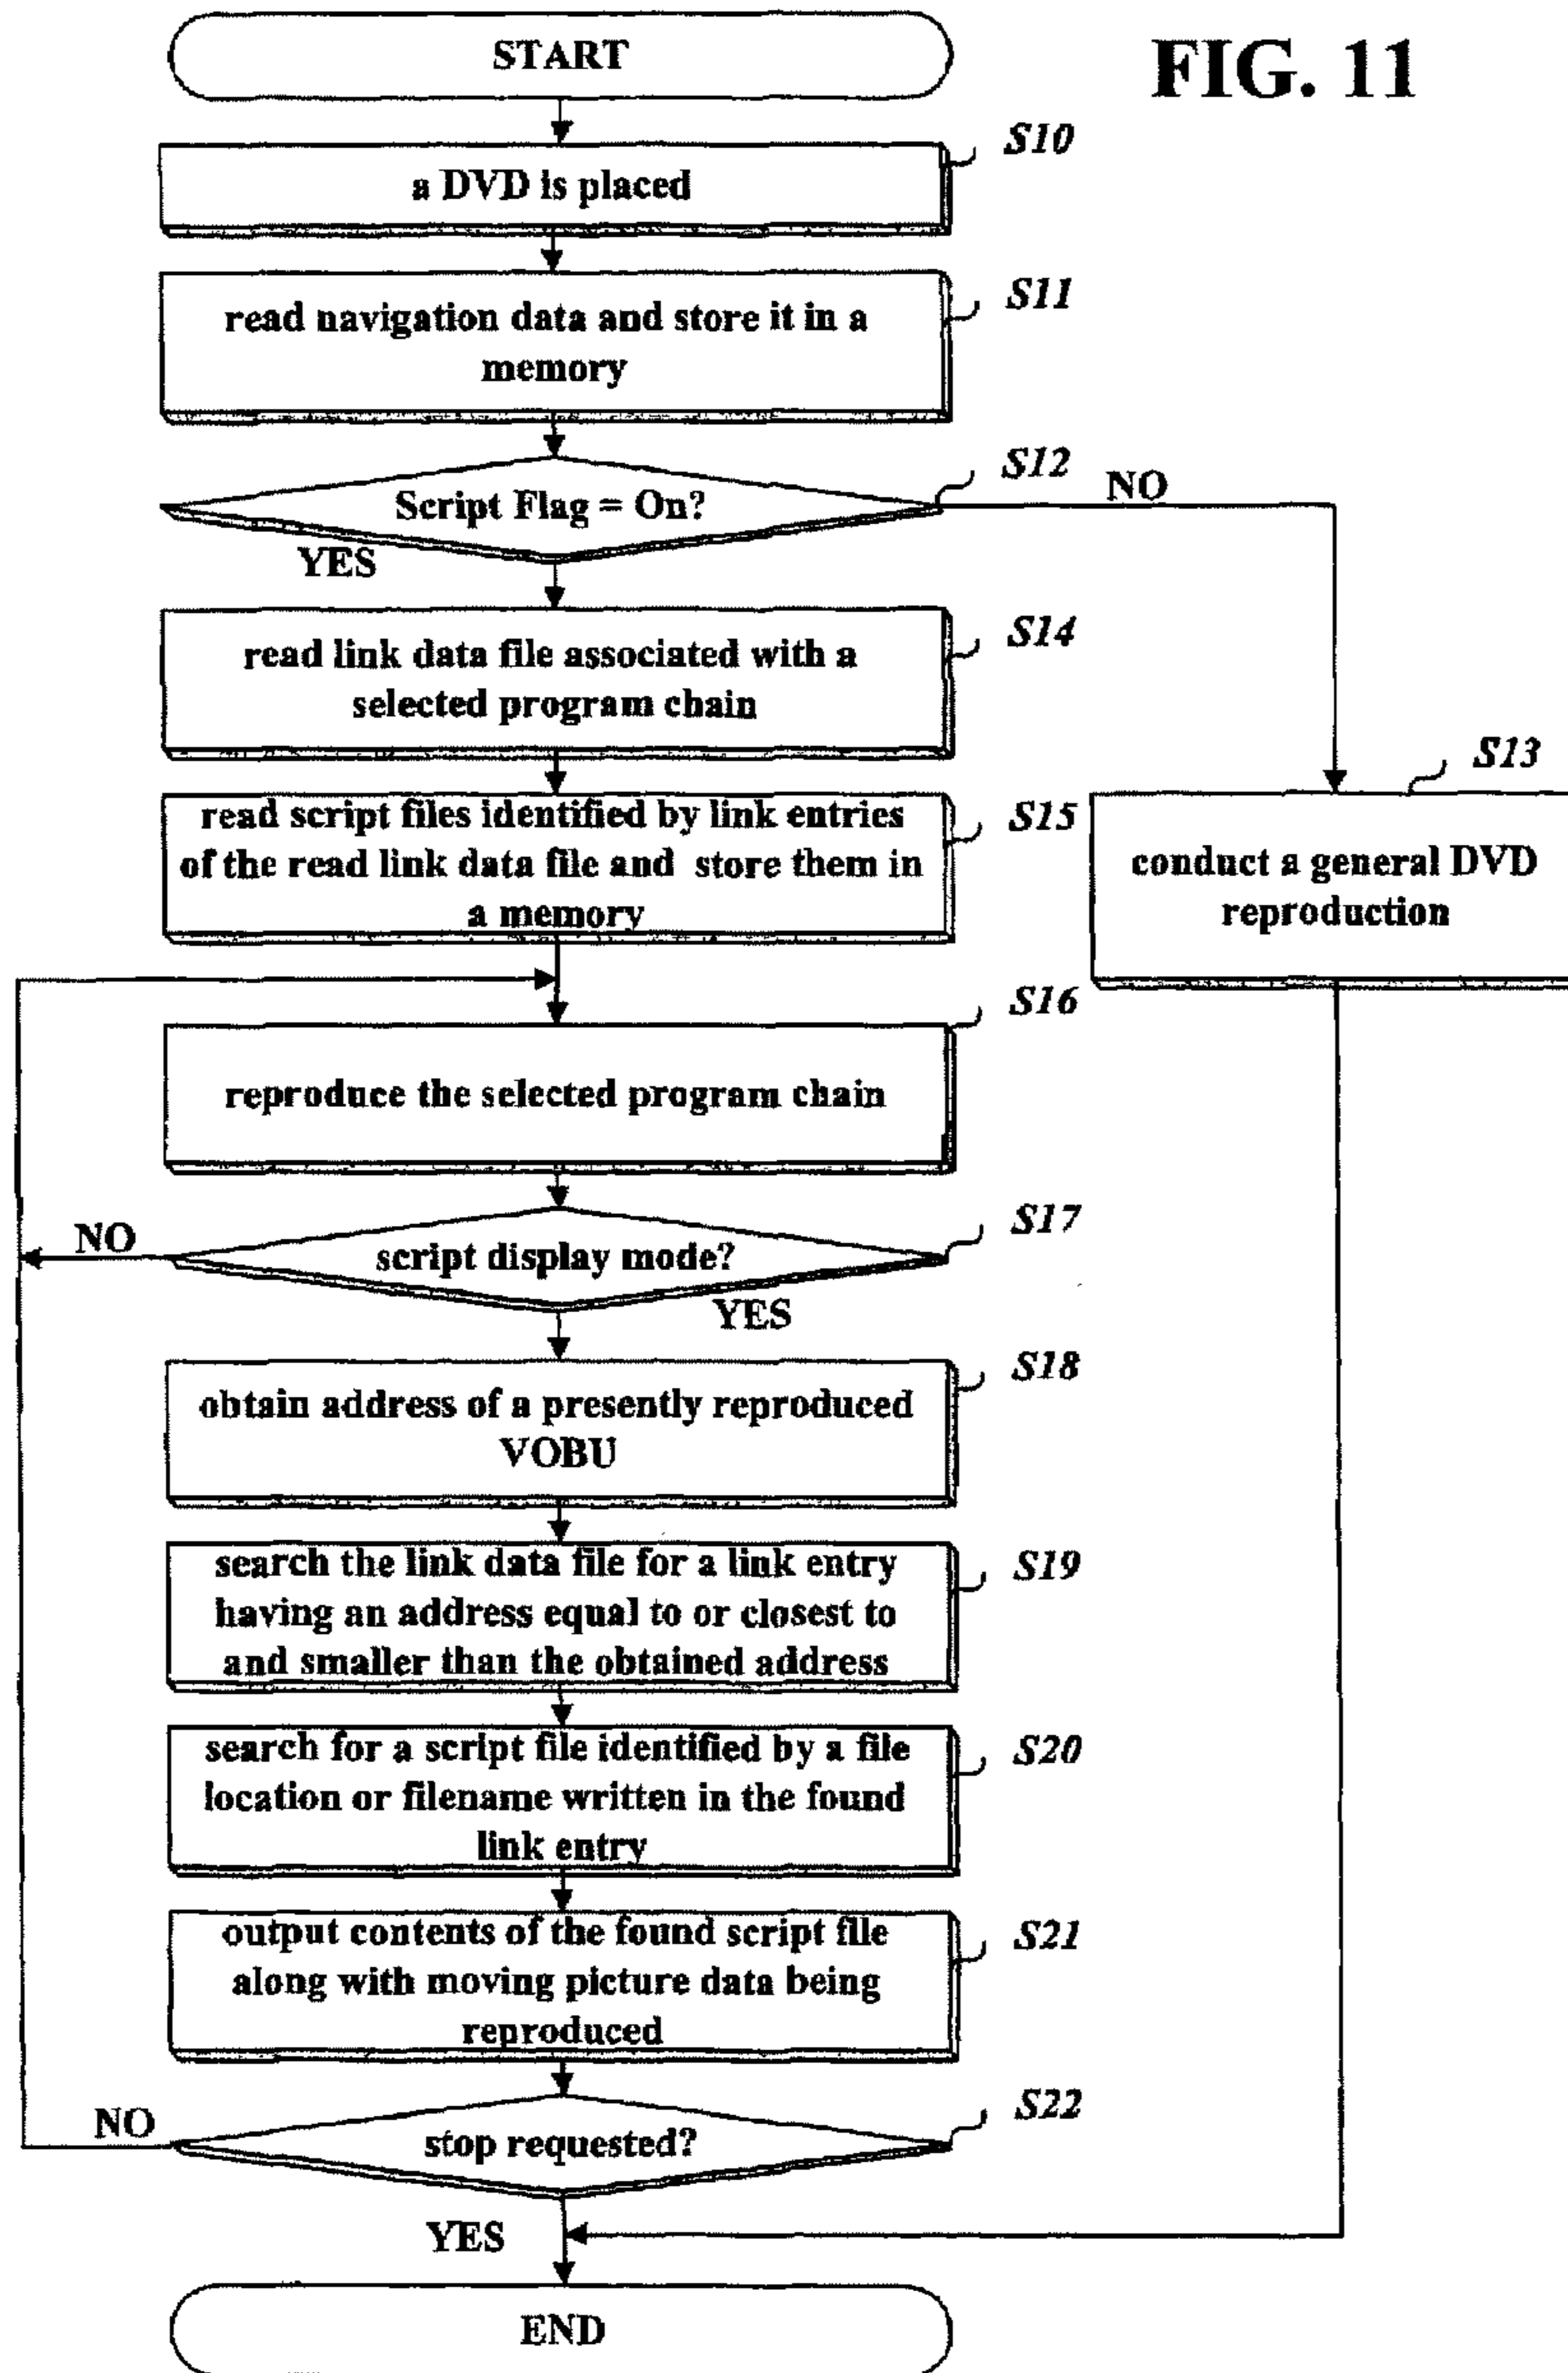 FIG. 11
START
S10
a DVD is placed
S11
read navigation data and store it in a
memory
S12
Script Flag = On?
NO
YES
S14
read link data file associated with a
selected program chain
S13
conduct a general DVD
reproduction
S15
read script files identified by link entries
of the read link data file and store them in
a memory
S16
reproduce the selected program chain
S17
script display mode?
NO
YES
S18
obtain address of a presently reproduced
VOBU
S19
search the link data file for a link entry
having an address equal to or closest to
and smaller than the obtained address
S20
search for a script file identified by a file
location or filename written in the found
link entry
S21
output contents of the found script file
along with moving picture data being
reproduced
S22
stop requested?
NO
YES
END